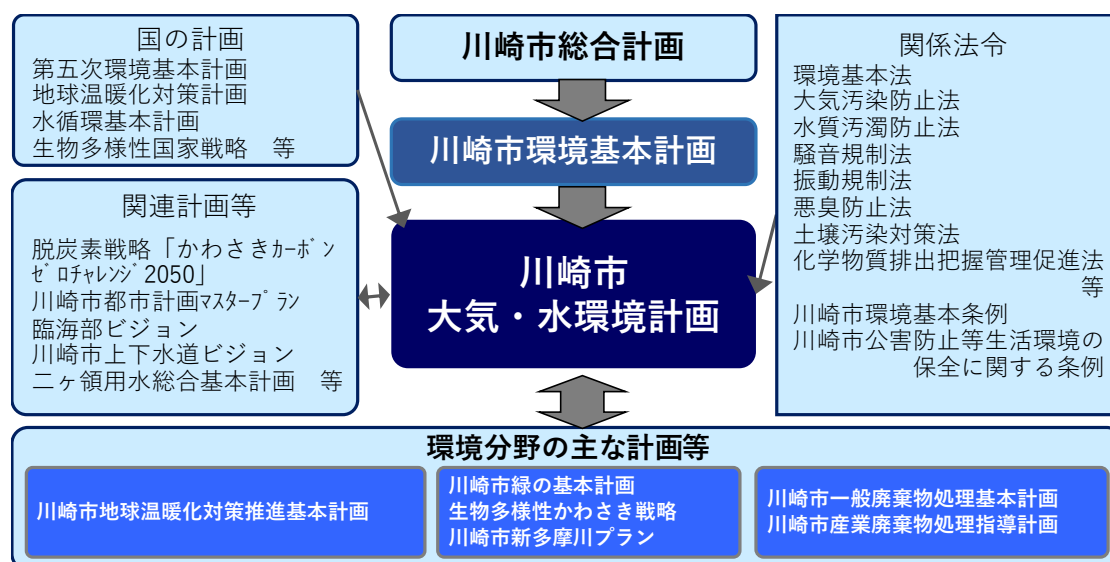 国の計画
第五次環境基本計画
地球温暖化対策計画
水循環基本計画
生物多様性国家戦略　等
関連計画等
脱炭素戦略「かわさきｶｰﾎﾞﾝ
ｾﾞﾛﾁｬﾚﾝｼﾞ2050」
川崎市都市計画ﾏｽﾀｰﾌﾟﾗﾝ
臨海部ビジョン
川崎市上下水道ビジョン
二ヶ領用水総合基本計画　等
川崎市総合計画
川崎市環境基本計画
川崎市
大気・水環境計画
関係法令
環境基本法
大気汚染防止法
水質汚濁防止法
騒音規制法
振動規制法
悪臭防止法
土壌汚染対策法
化学物質排出把握管理促進法
等
川崎市環境基本条例
川崎市公害防止等生活環境の
保全に関する条例
環境分野の主な計画等
川崎市地球温暖化対策推進基本計画
川崎市緑の基本計画
生物多様性かわさき戦略
川崎市新多摩川プラン
川崎市一般廃棄物処理基本計画
川崎市産業廃棄物処理指導計画